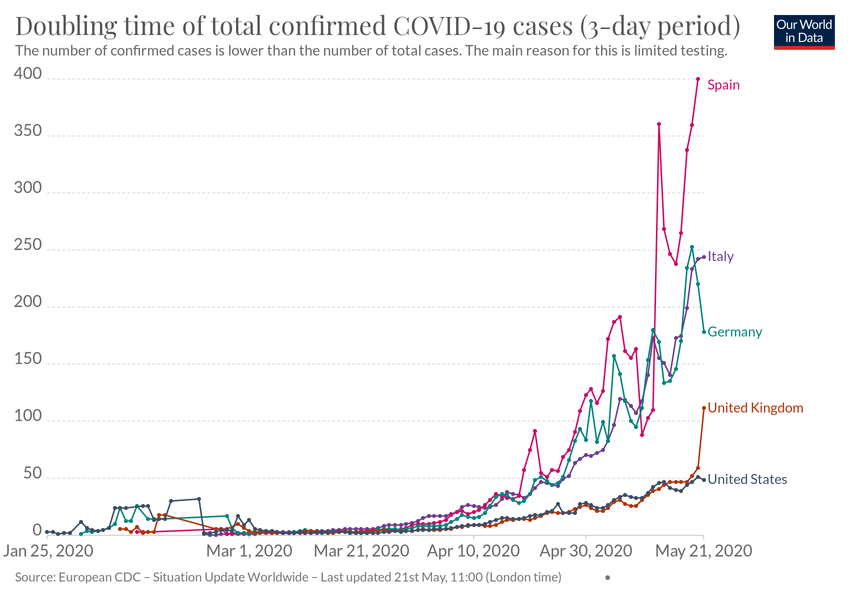 Doubling time of total confirmed COVID-19 cases (3-day period)
Our World
in Data
The number of confirmed cases is lower than the number of total cases. The main reason for this is limited testing.
400
Spain
350
300
250
Italy
200
Germany
150
100
United Kingdom
50
United States
0
Jan 25, 2020 Mar 1, 2020 Mar 21, 2020 Apr 10, 2020 Apr 30, 2020 May 21, 2020
Source: European CDC – Situation Update Worldwide – Last updated 21st May, 11:00 (London time)